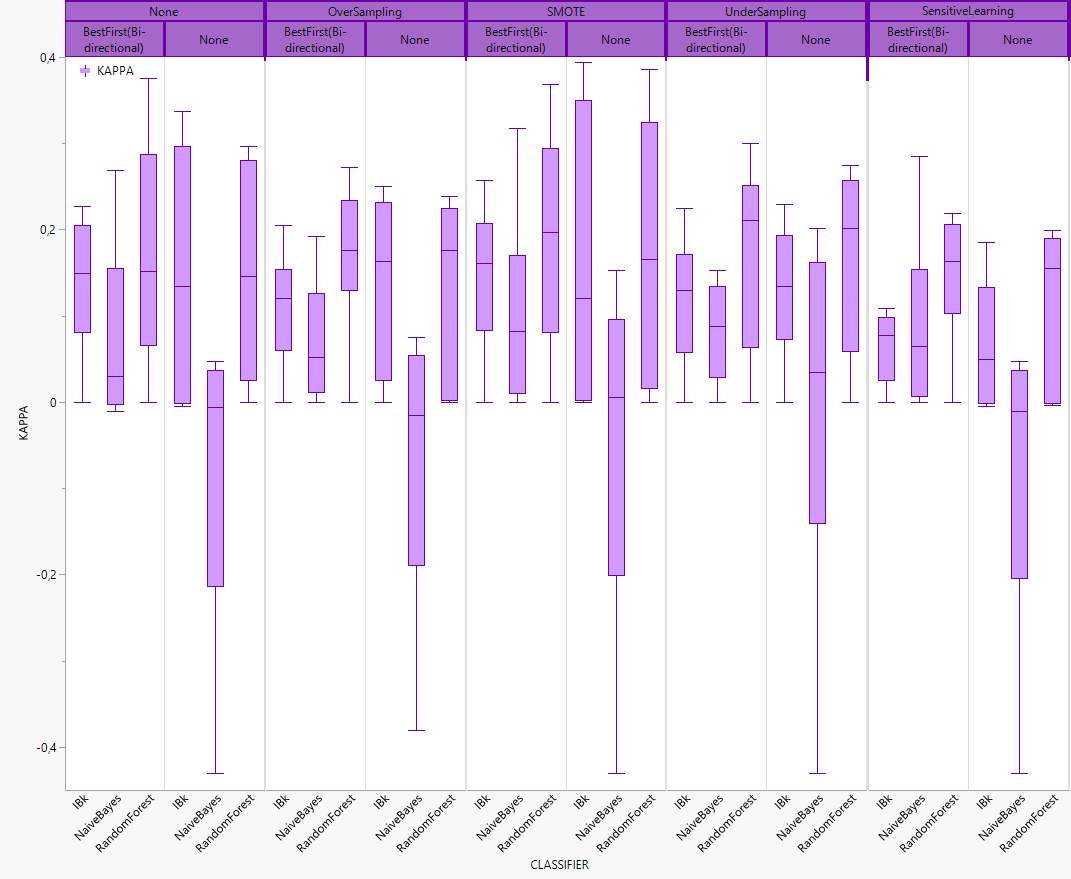 None OverSampling SMOTE UnderSampling SensitiveLearning
BestFirst(Bi-
directional) None BestFirst(Bi-
directional) None BestFirst(Bi-
directional) None BestFirst(Bi-
directional) None BestFirst(Bi-
directional) None
KAPPA
0,4
0,2
0
-0,2
-0,4
KAPPA
IBk NaiveBayes RandomForest IBk NaiveBayes RandomForest IBk NaiveBayes RandomForest IBk NaiveBayes RandomForest IBk NaiveBayes RandomForest IBk NaiveBayes RandomForest IBk NaiveBayes RandomForest IBk NaiveBayes RandomForest IBk NaiveBayes RandomForest IBk NaiveBayes RandomForest
CLASSIFIER